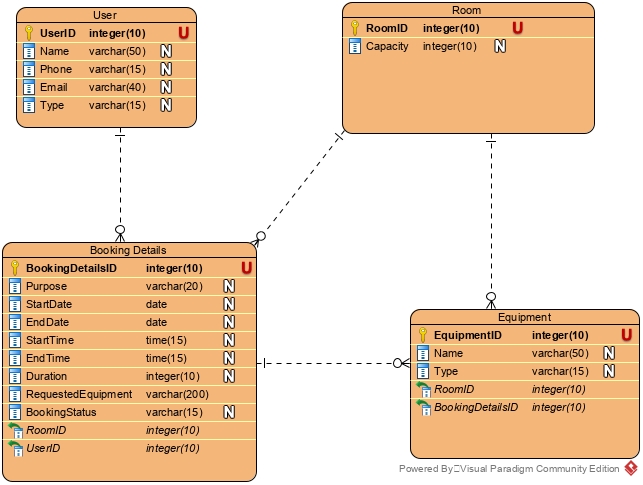 User
UserID integer(10) U
Name varchar(50) N
Phone varchar(15) N
Email varchar(40) N
Type varchar(15) N
Room
RoomID integer(10) U
Capacity integer(10) N
Booking Details
BookingDetailsID integer(10) U
Purpose varchar(20) N
StartDate date N
EndDate date N
StartTime time(15) N
EndTime time(15) N
Duration integer(10) N
RequestedEquipment varchar(200)
BookingStatus varchar(15) N
RoomID integer(10)
UserID integer(10)
Equipment
EquipmentID integer(10) U
Name varchar(50) N
Type varchar(15) N
RoomID integer(10)
BookingDetailsID integer(10)
Powered By Visual Paradigm Community Edition